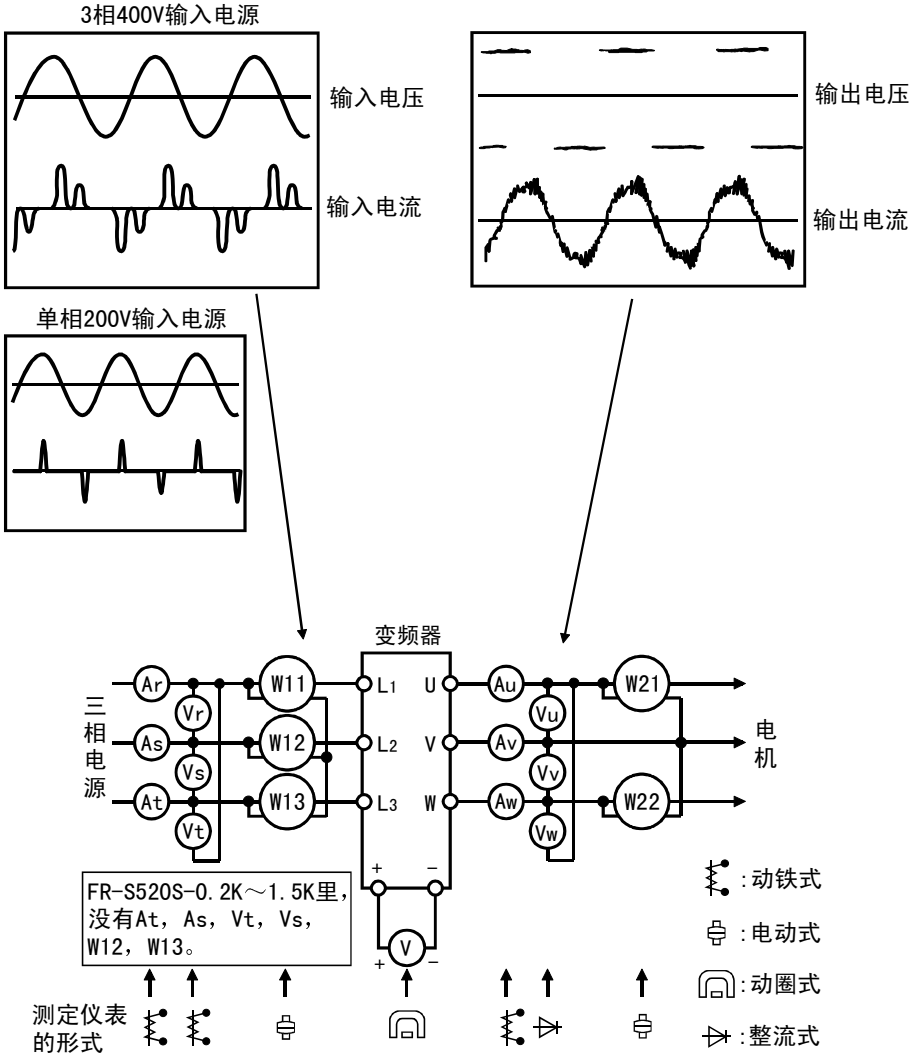 3相400V输入电源
输入电压
输入电流
输出电压
输出电流
单相200V输入电源
变频器
三相电源
Ar
As
At
Vr
Vs
Vt
W11
W12
W13
L1
L2
L3
U
V
W
Au
Av
Aw
Vu
Vv
Vw
W21
W22
电机
+
−
V
+
−
FR-S520S-0.2K～1.5K里，
没有At，As，Vt，Vs，
W12，W13。
:动铁式
:电动式
:动圈式
:整流式
测定仪表
的形式